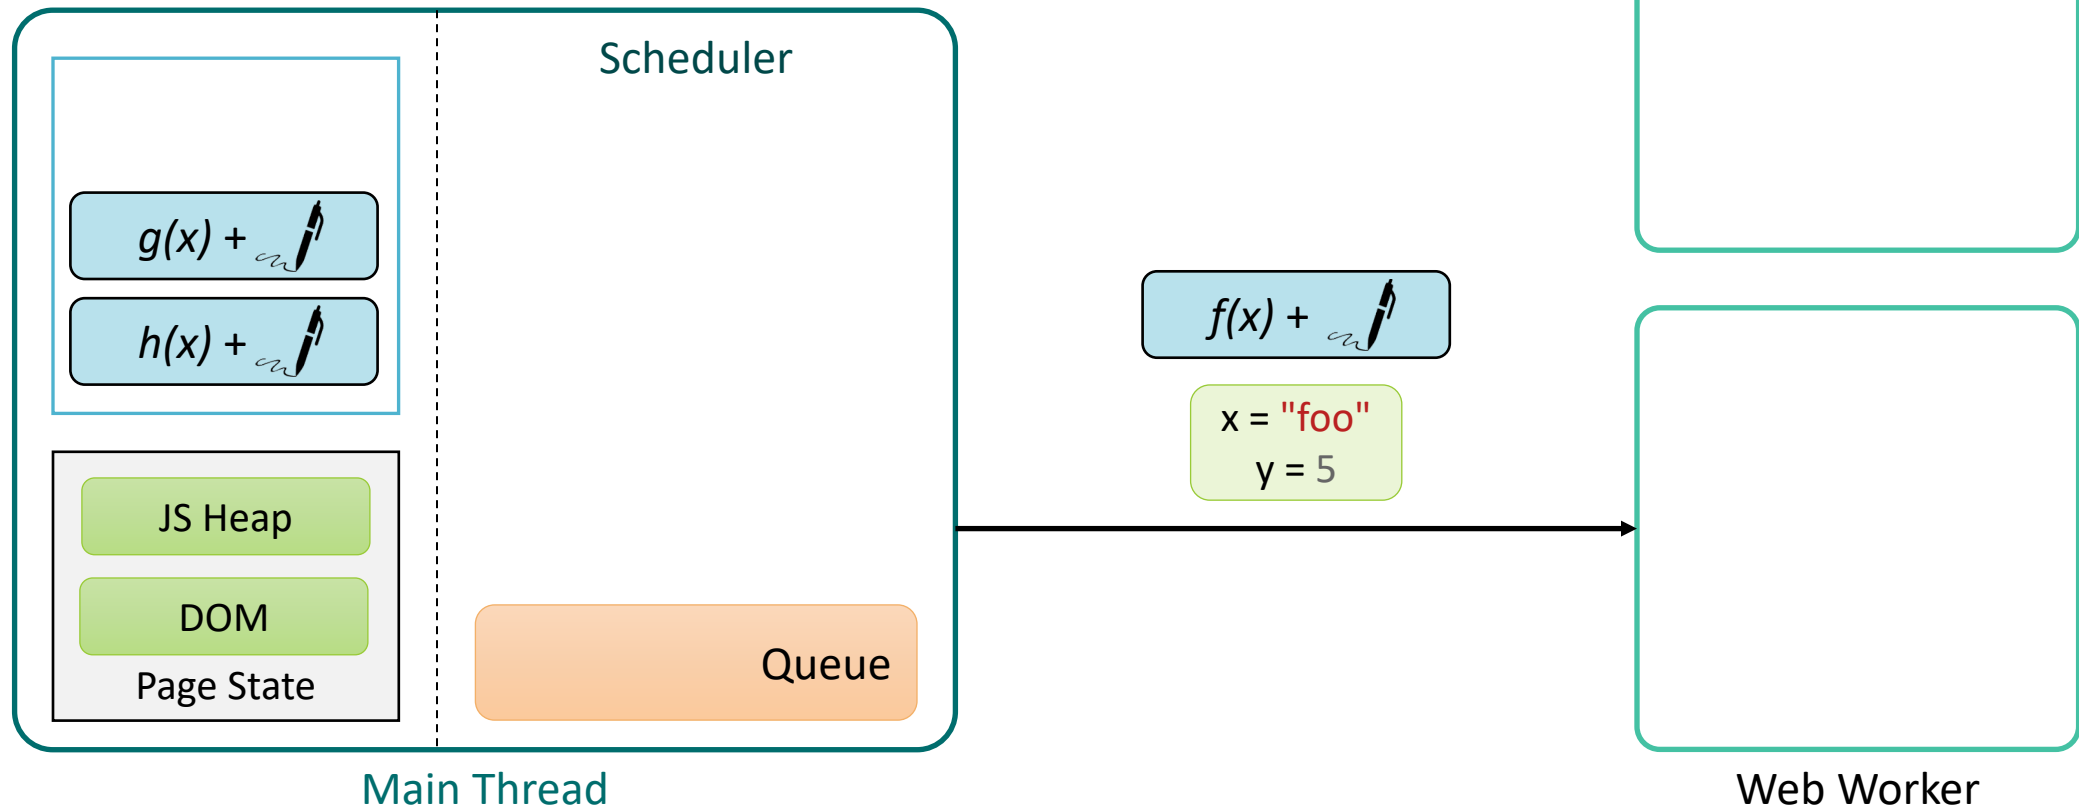 Scheduler
g(x) +
h(x) +
JS Heap
DOM
Page State
Queue
Main Thread
f(x) +
x = "foo"
y = 5
Web Worker